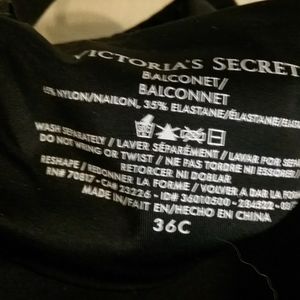 VICTORIA'S SECRET
BALCONET/
BALCONNET
NYLON/NAILON, 35% ELASTANE/ÉLASTANE/
WASH SEPARATELY / LAVER SÉPARÉMENT / LAVAR POR
DO NOT WRING OR TWIST / NE PAS TORDRE NI ESSORER/
RETORCER NI DOBLAR
RESHAPE / REDONNER LA FORME / VOLVER A DAR LA
RN# 70877 - CA# 23226 - ID# 36010500 -
MADE IN/FAIT EN/HECHO EN CHINA
36C